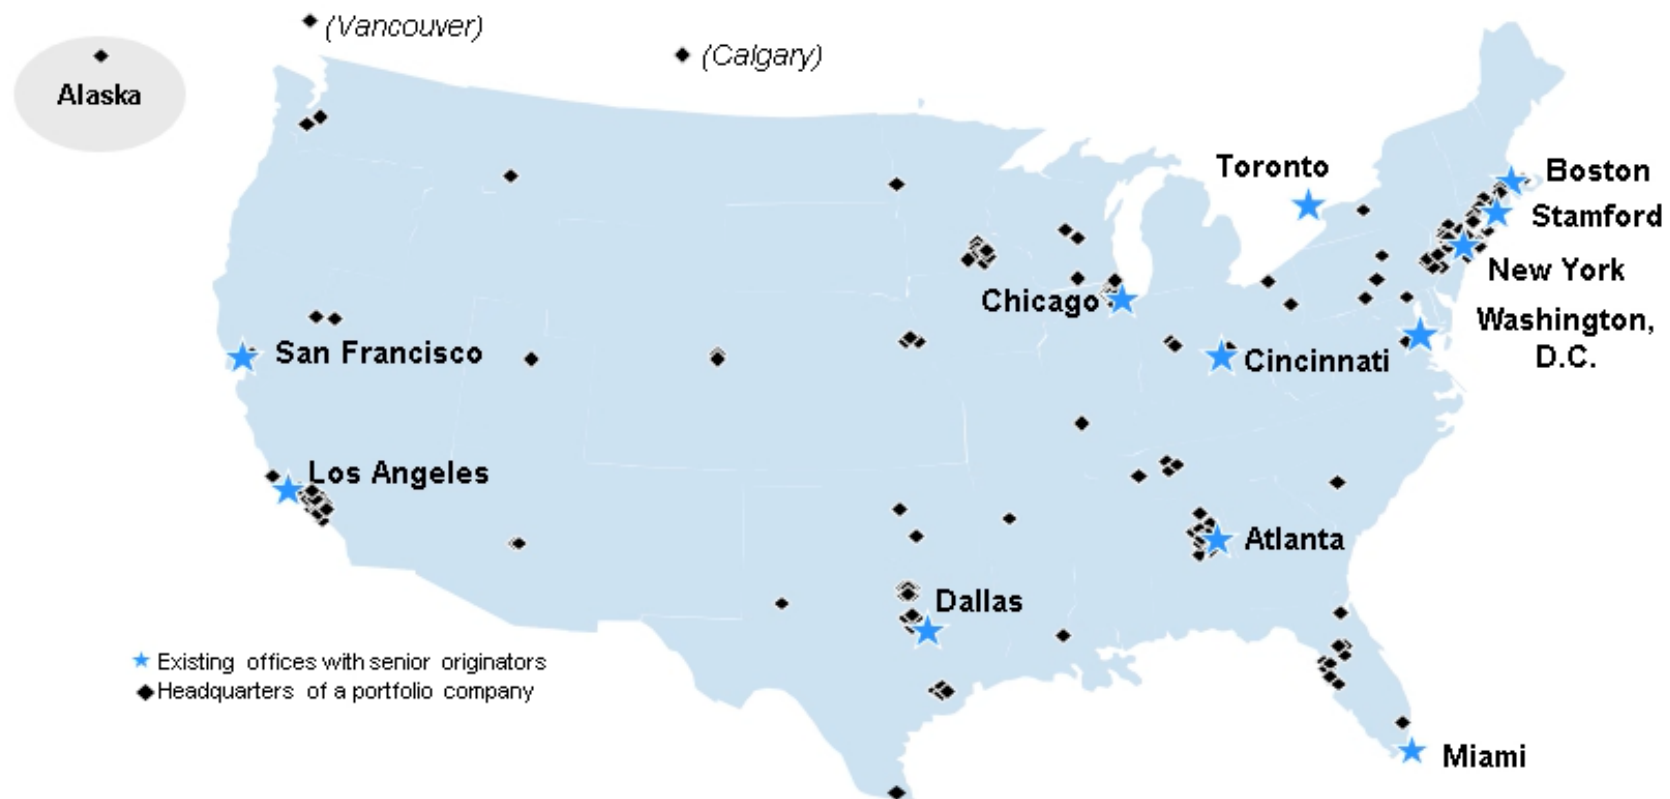 (Vancouver)
(Calgary)
Alaska
Toronto
Boston
Stamford
New York
Chicago
Washington,
D.C.
San Francisco
Cincinnati
Los Angeles
Atlanta
Dallas
Existing offices with senior originators
Headquarters of a portfolio company
Miami